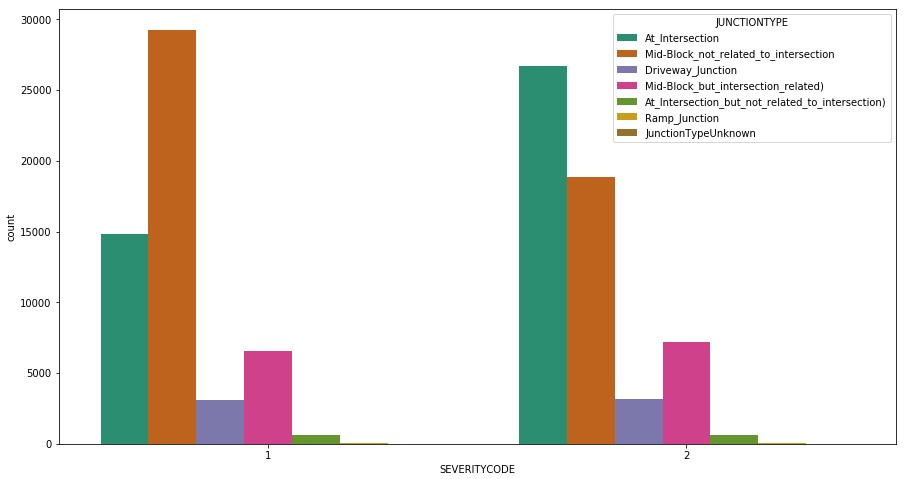 JUNCTIONTYPE
At_Intersection
Mid-Block_not_related_to_intersection
Driveway_Junction
Mid-Block_but_intersection_related)
At_Intersection_but_not_related_to_intersection)
Ramp_Junction
JunctionTypeUnknown
30000
25000
20000
15000
10000
5000
0
count
1 2
SEVERITYCODE